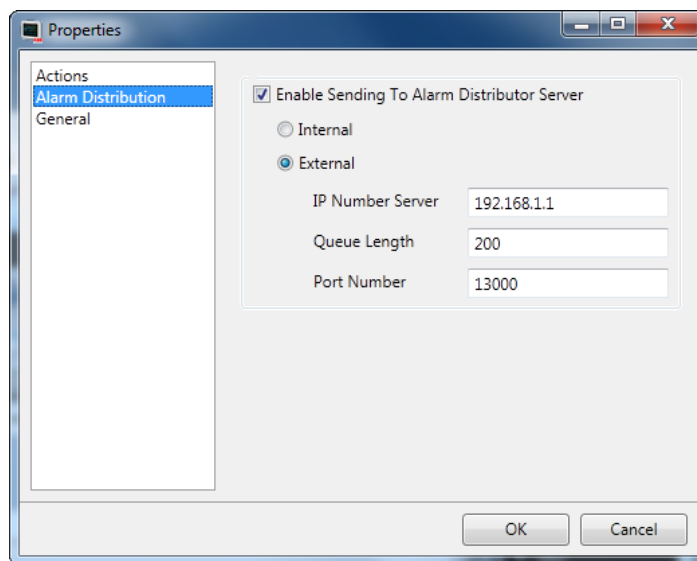 Properties
Actions
Alarm Distribution
General
Enable Sending To Alarm Distributor Server
Internal
External
IP Number Server 192.168.1.1
Queue Length 200
Port Number 13000
OK Cancel